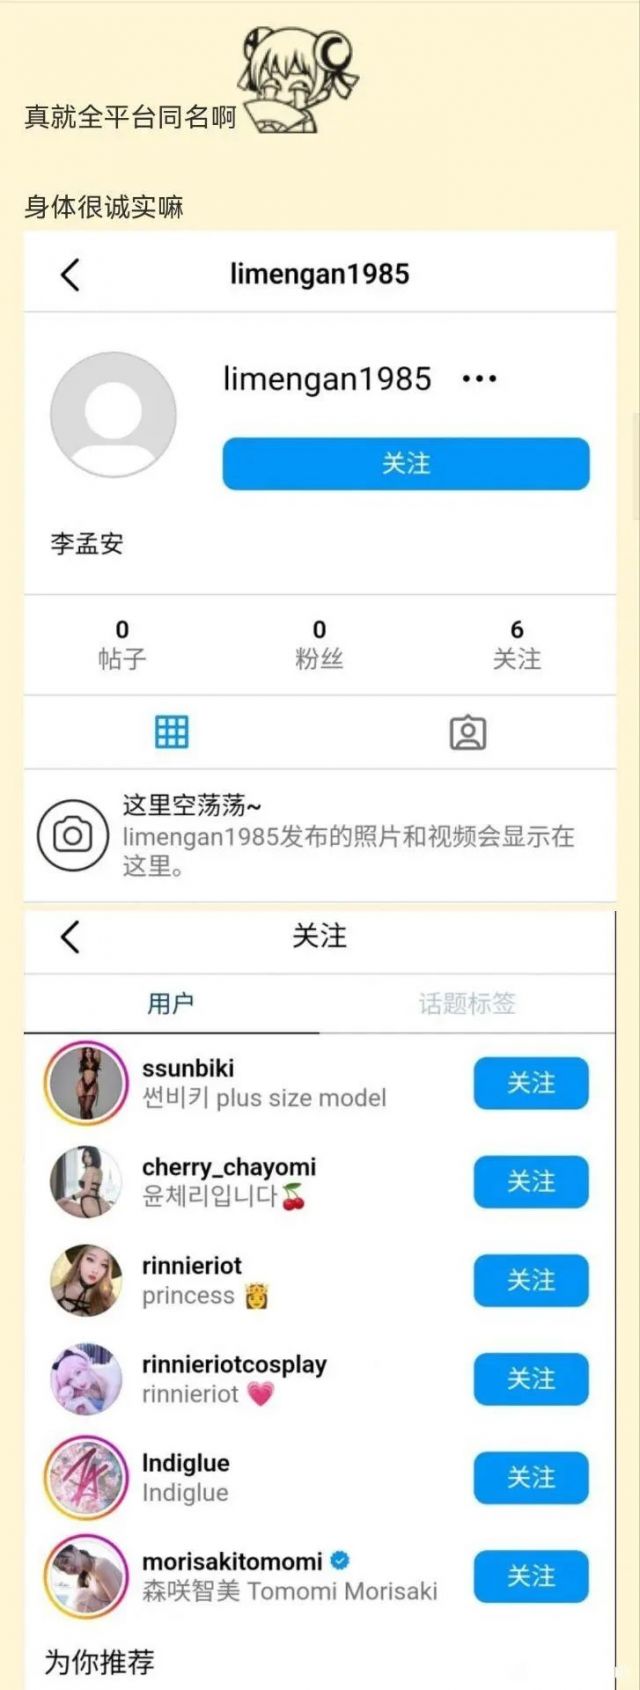 真就全平台同名啊
身体很诚实嘛
limengan1985
limengan1985 •••
关注
李孟安
0 0 6
帖子 粉丝 关注
这里空荡荡~
limengan1985发布的照片和视频会显示在
这里。
关注
用户 话题标签
ssunbiki
썬비키 plus size model
关注
cherry_chayomi
윤체리입니다🍒
关注
rinnieriot
princess 👸
关注
rinnieriotcosplay
rinnieriot 💗
关注
Indiglue
Indiglue
关注
morisakitomomi
森咲智美 Tomomi Morisaki
关注
为你推荐